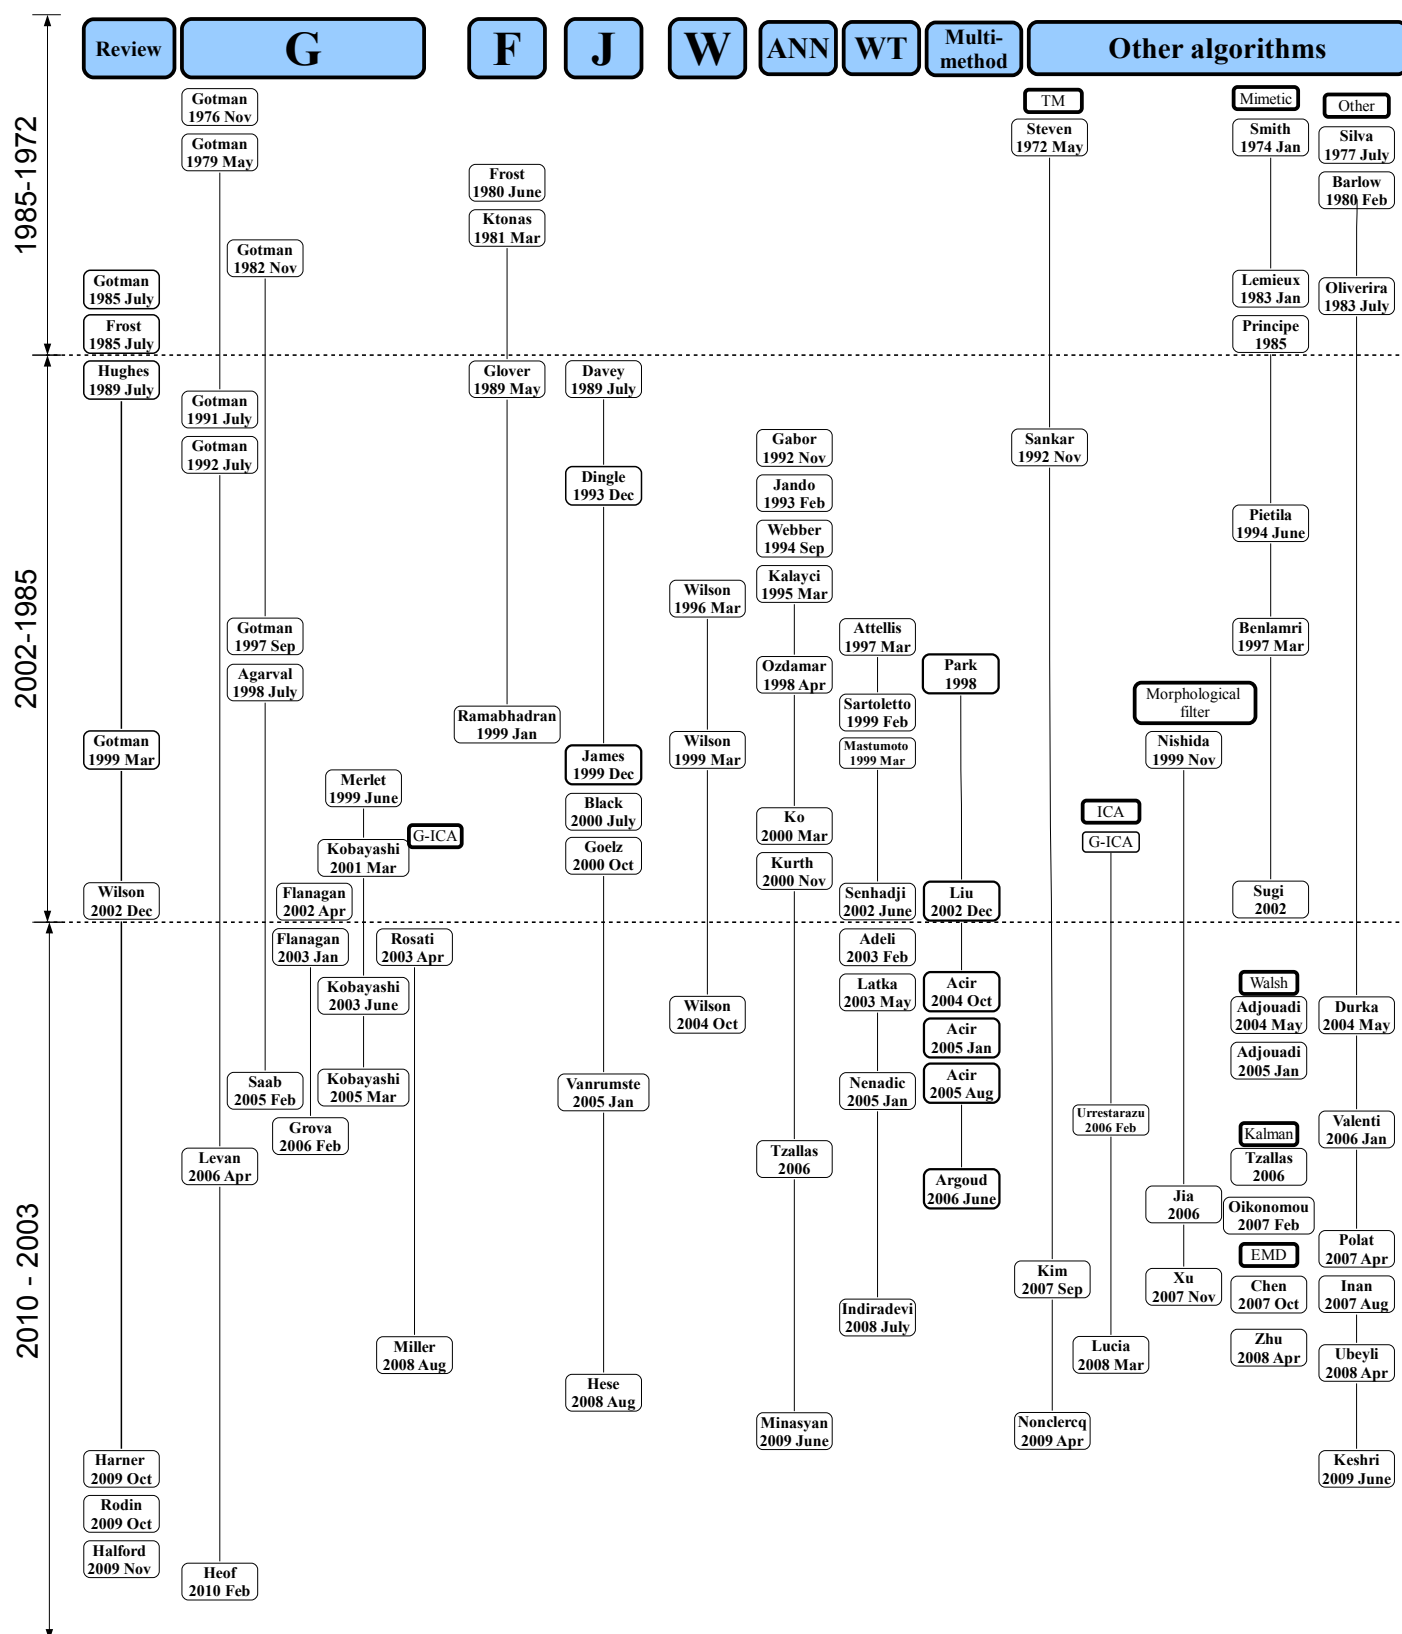 Review
G
F
J
W
ANN
WT
Multi-
method
Other algorithms
1985-1972
2002-1985
2010 - 2003
Gotman
1985 July
Frost
1985 July
Hughes
1989 July
Gotman
1999 Mar
Wilson
2002 Dec
Harner
2009 Oct
Rodin
2009 Oct
Halford
2009 Nov
Gotman
1976 Nov
Gotman
1979 May
Gotman
1991 July
Gotman
1992 July
Levan
2006 Apr
Heof
2010 Feb
Gotman
1982 Nov
Gotman
1997 Sep
Agarval
1998 July
Saab
2005 Feb
Flanagan
2002 Apr
Flanagan
2003 Jan
Grova
2006 Feb
Merlet
1999 June
G-ICA
Kobayashi
2001 Mar
Kobayashi
2003 June
Kobayashi
2005 Mar
Rosati
2003 Apr
Miller
2008 Aug
Frost
1980 June
Ktonas
1981 Mar
Glover
1989 May
Ramabhadran
1999 Jan
Davey
1989 July
Dingle
1993 Dec
James
1999 Dec
Black
2000 July
Goelz
2000 Oct
Vanrumste
2005 Jan
Hese
2008 Aug
Wilson
1996 Mar
Wilson
1999 Mar
Wilson
2004 Oct
Gabor
1992 Nov
Jando
1993 Feb
Webber
1994 Sep
Kalayci
1995 Mar
Ozdamar
1998 Apr
Ko
2000 Mar
Kurth
2000 Nov
Tzallas
2006
Minasyan
2009 June
Attellis
1997 Mar
Sartoletto
1999 Feb
Mastumoto
1999 Mar
Senhadji
2002 June
Adeli
2003 Feb
Latka
2003 May
Nenadic
2005 Jan
Indiradevi
2008 July
Park
1998
Liu
2002 Dec
Acir
2004 Oct
Acir
2005 Jan
Acir
2005 Aug
Argoud
2006 June
TM
Steven
1972 May
Sankar
1992 Nov
Kim
2007 Sep
Nonclercq
2009 Apr
ICA
G-ICA
Urrestarazu
2006 Feb
Lucia
2008 Mar
Morphological
filter
Nishida
1999 Nov
Jia
2006
Xu
2007 Nov
Mimetic
Smith
1974 Jan
Lemieux
1983 Jan
Principe
1985
Pietila
1994 June
Benlamri
1997 Mar
Sugi
2002
Walsh
Adjouadi
2004 May
Adjouadi
2005 Jan
Kalman
Tzallas
2006
Oikonomou
2007 Feb
EMD
Chen
2007 Oct
Zhu
2008 Apr
Other
Silva
1977 July
Barlow
1980 Feb
Oliverira
1983 July
Durka
2004 May
Valenti
2006 Jan
Polat
2007 Apr
Inan
2007 Aug
Ubeyli
2008 Apr
Keshri
2009 June